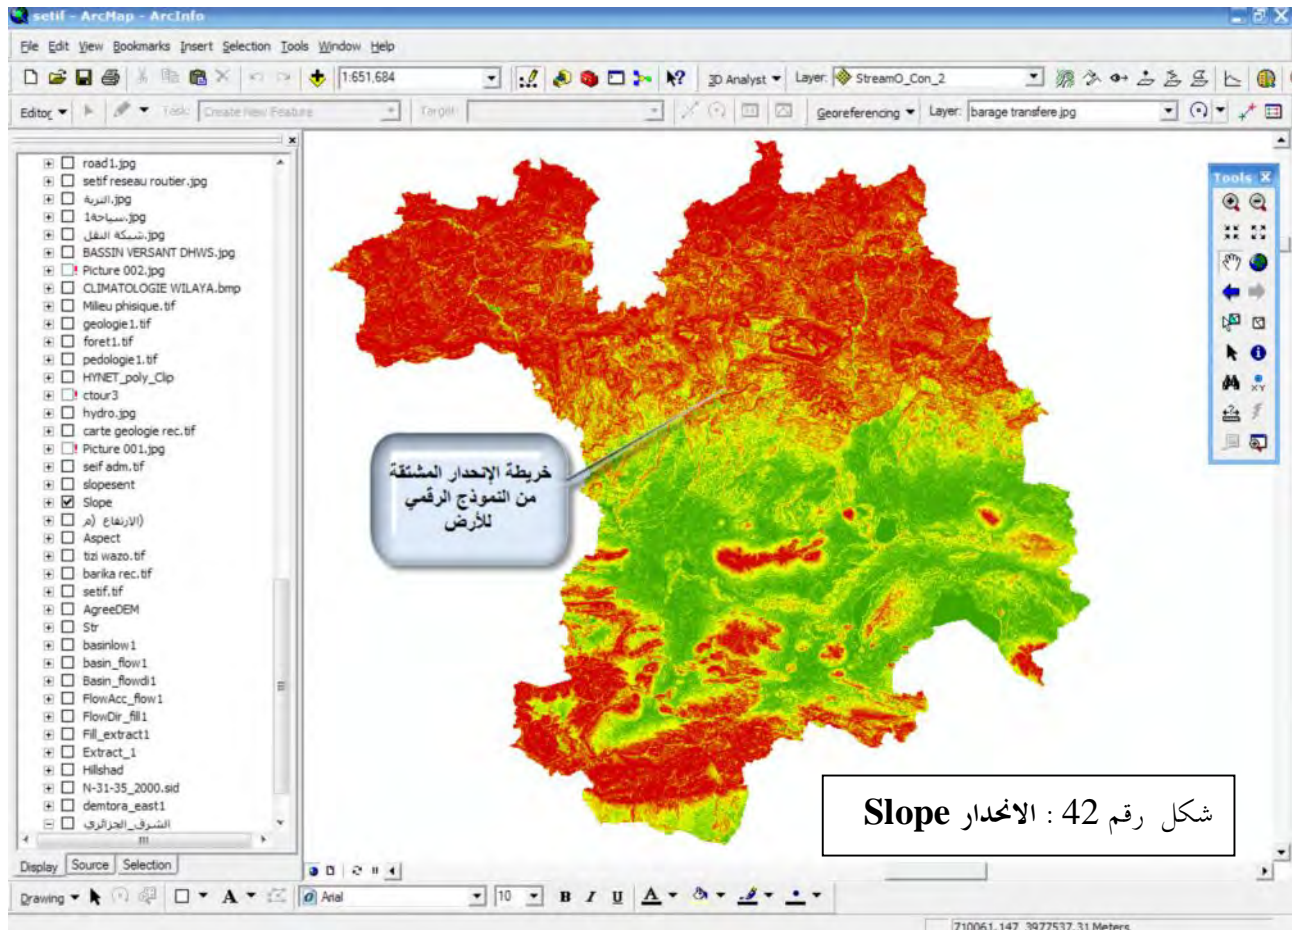 setif - ArcMap - ArcInfo
File Edit View Bookmarks Insert Selection Tools Window Help
1:651,684
3D Analyst
Layer: StreamO_Con_2
Editor
Task: Create New Feature
Target:
Georeferencing
Layer: barage transfere.jpg
road1.jpg
setif reseau routier.jpg
التربة.jpg
سياحة1.jpg
شبكة النقل.jpg
BASSIN VERSANT DHWS.jpg
Picture 002.jpg
CLIMATOLOGIE WILAYA.bmp
Milieu phisique.tif
geologie1.tif
foret1.tif
pedologie1.tif
HYNET_poly_Clip
ctour3
hydro.jpg
carte geologie rec.tif
Picture 001.jpg
seif adm.tif
slopesent
Slope
(الارتفاع (م
Aspect
tizi wazo.tif
barika rec.tif
setif.tif
AgreeDEM
Str
basinlow1
basin_flow1
Basin_flowdi1
FlowAcc_flow1
FlowDir_fill1
Fill_extract1
Extract_1
Hillshad
N-31-35_2000.sid
demtora_east1
الشرق_الجزائري
Display Source Selection
خريطة الإنحدار المشتقة
من النموذج الرقمي
للأرض
Tools
XY
شكل رقم 42 : الانحدار Slope
Drawing
A
Arial
10
B I U A
710061.147 3977537.31 Meters